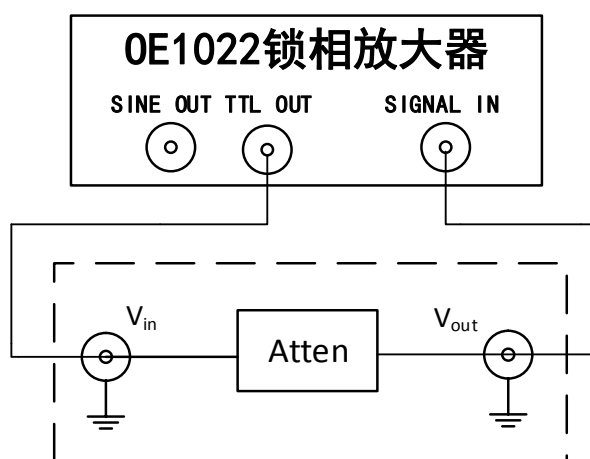 OE1022锁相放大器
SINE OUT TTL OUT SIGNAL IN
Vin Vout
Atten